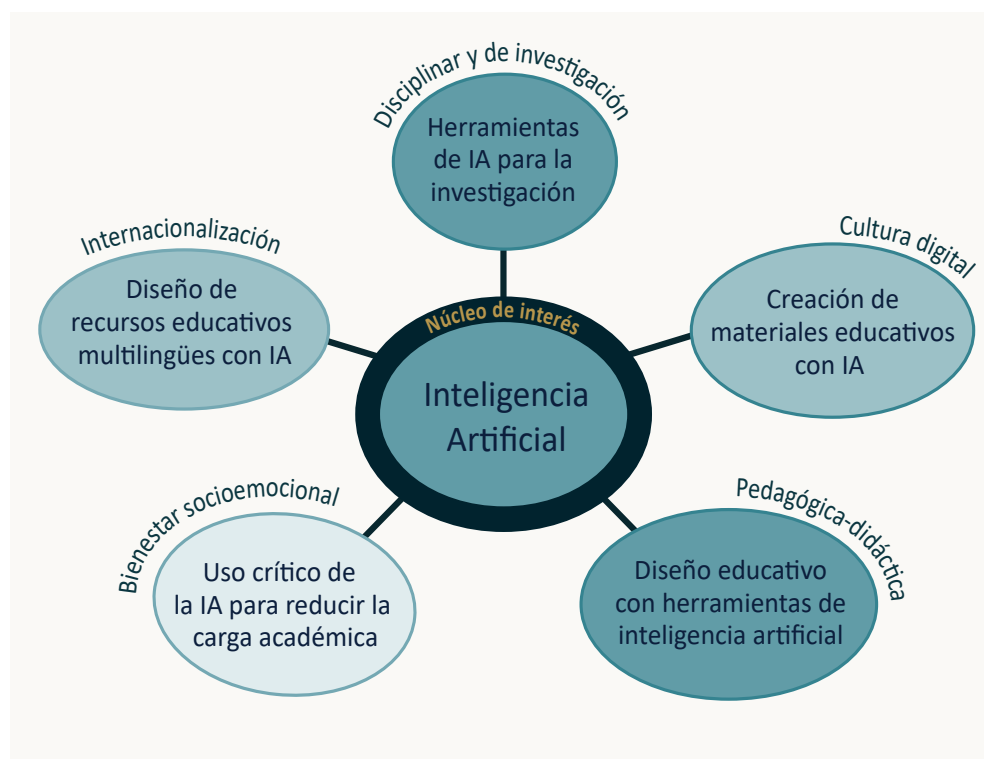 Disciplinar y de investigación
Herramientas
de IA para la
investigación
Internacionalización
Diseño de
recursos educativos
multilingües con IA
Cultura digital
Creación de
materiales educativos
con IA
Núcleo de interés
Inteligencia
Artificial
Bienestar socioemocional
Uso crítico de
la IA para reducir la
carga académica
Pedagógica-didáctica
Diseño educativo
con herramientas de
inteligencia artificial